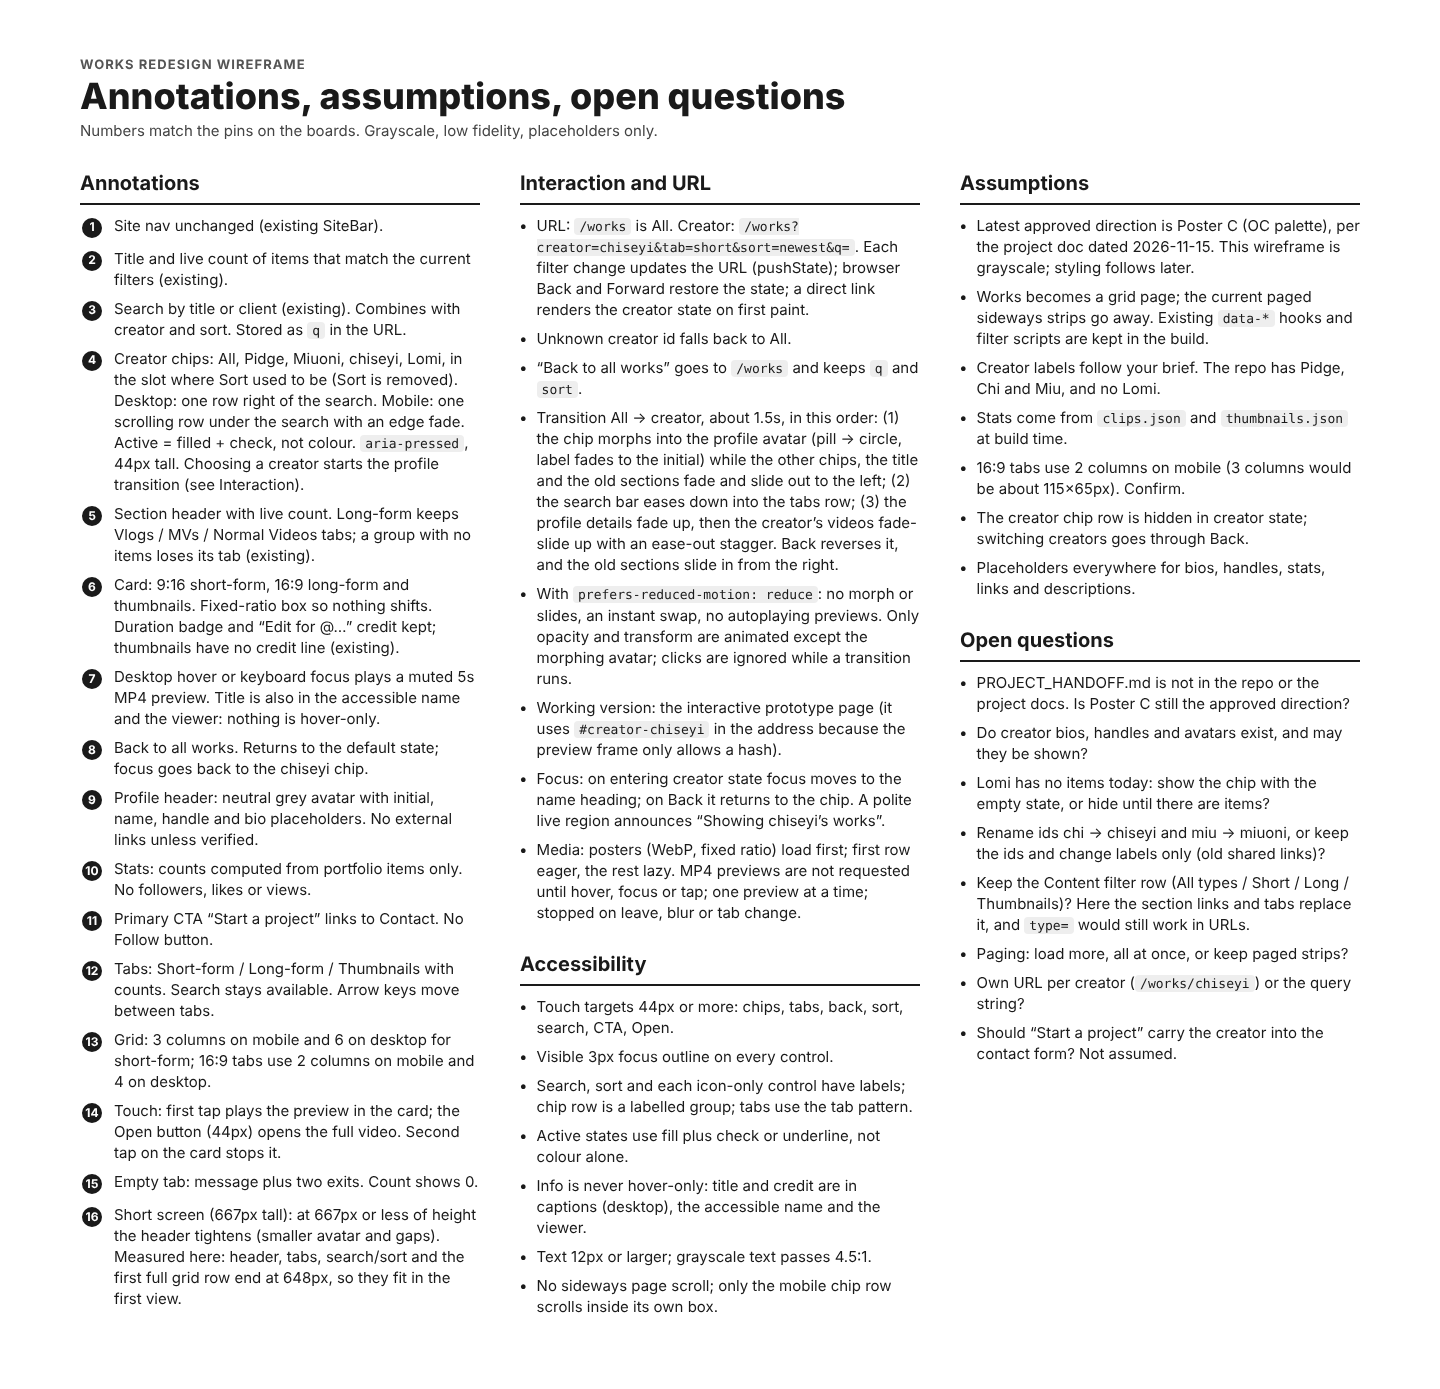 WORKS REDESIGN WIREFRAME
Annotations, assumptions, open questions
Numbers match the pins on the boards. Grayscale, low fidelity, placeholders only.
Annotations
1 Site nav unchanged (existing SiteBar).
2 Title and live count of items that match the current
filters (existing).
3 Search by title or client (existing). Combines with
creator and sort. Stored as q in the URL.
4 Creator chips: All, Pidge, Miuoni, chiseyi, Lomi, in
the slot where Sort used to be (Sort is removed).
Desktop: one row right of the search. Mobile: one
scrolling row under the search with an edge fade.
Active = filled + check, not colour. aria-pressed,
44px tall. Choosing a creator starts the profile
transition (see Interaction).
5 Section header with live count. Long-form keeps
Vlogs / MVs / Normal Videos tabs; a group with no
items loses its tab (existing).
6 Card: 9:16 short-form, 16:9 long-form and
thumbnails. Fixed-ratio box so nothing shifts.
Duration badge and “Edit for @…” credit kept;
thumbnails have no credit line (existing).
7 Desktop hover or keyboard focus plays a muted 5s
MP4 preview. Title is also in the accessible name
and the viewer: nothing is hover-only.
8 Back to all works. Returns to the default state;
focus goes back to the chiseyi chip.
9 Profile header: neutral grey avatar with initial,
name, handle and bio placeholders. No external
links unless verified.
10 Stats: counts computed from portfolio items only.
No followers, likes or views.
11 Primary CTA “Start a project” links to Contact. No
Follow button.
12 Tabs: Short-form / Long-form / Thumbnails with
counts. Search stays available. Arrow keys move
between tabs.
13 Grid: 3 columns on mobile and 6 on desktop for
short-form; 16:9 tabs use 2 columns on mobile and
4 on desktop.
14 Touch: first tap plays the preview in the card; the
Open button (44px) opens the full video. Second
tap on the card stops it.
15 Empty tab: message plus two exits. Count shows 0.
16 Short screen (667px tall): at 667px or less of height
the header tightens (smaller avatar and gaps).
Measured here: header, tabs, search/sort and the
first full grid row end at 648px, so they fit in the
first view.
Interaction and URL
• URL: /works is All. Creator: /works?
creator=chiseyi&tab=short&sort=newest&q=. Each
filter change updates the URL (pushState); browser
Back and Forward restore the state; a direct link
renders the creator state on first paint.
• Unknown creator id falls back to All.
• “Back to all works” goes to /works and keeps q and
sort.
• Transition All → creator, about 1.5s, in this order: (1)
the chip morphs into the profile avatar (pill → circle,
label fades to the initial) while the other chips, the title
and the old sections fade and slide out to the left; (2)
the search bar eases down into the tabs row; (3) the
profile details fade up, then the creator’s videos fade-
slide up with an ease-out stagger. Back reverses it,
and the old sections slide in from the right.
• With prefers-reduced-motion: reduce: no morph or
slides, an instant swap, no autoplaying previews. Only
opacity and transform are animated except the
morphing avatar; clicks are ignored while a transition
runs.
• Working version: the interactive prototype page (it
uses #creator-chiseyi in the address because the
preview frame only allows a hash).
• Focus: on entering creator state focus moves to the
name heading; on Back it returns to the chip. A polite
live region announces “Showing chiseyi’s works”.
• Media: posters (WebP, fixed ratio) load first; first row
eager, the rest lazy. MP4 previews are not requested
until hover, focus or tap; one preview at a time;
stopped on leave, blur or tab change.
Accessibility
• Touch targets 44px or more: chips, tabs, back, sort,
search, CTA, Open.
• Visible 3px focus outline on every control.
• Search, sort and each icon-only control have labels;
chip row is a labelled group; tabs use the tab pattern.
• Active states use fill plus check or underline, not
colour alone.
• Info is never hover-only: title and credit are in
captions (desktop), the accessible name and the
viewer.
• Text 12px or larger; grayscale text passes 4.5:1.
• No sideways page scroll; only the mobile chip row
scrolls inside its own box.
Assumptions
• Latest approved direction is Poster C (OC palette), per
the project doc dated 2026-11-15. This wireframe is
grayscale; styling follows later.
• Works becomes a grid page; the current paged
sideways strips go away. Existing data-* hooks and
filter scripts are kept in the build.
• Creator labels follow your brief. The repo has Pidge,
Chi and Miu, and no Lomi.
• Stats come from clips.json and thumbnails.json
at build time.
• 16:9 tabs use 2 columns on mobile (3 columns would
be about 115×65px). Confirm.
• The creator chip row is hidden in creator state;
switching creators goes through Back.
• Placeholders everywhere for bios, handles, stats,
links and descriptions.
Open questions
• PROJECT_HANDOFF.md is not in the repo or the
project docs. Is Poster C still the approved direction?
• Do creator bios, handles and avatars exist, and may
they be shown?
• Lomi has no items today: show the chip with the
empty state, or hide until there are items?
• Rename ids chi → chiseyi and miu → miuoni, or keep
the ids and change labels only (old shared links)?
• Keep the Content filter row (All types / Short / Long /
Thumbnails)? Here the section links and tabs replace
it, and type= would still work in URLs.
• Paging: load more, all at once, or keep paged strips?
• Own URL per creator (/works/chiseyi) or the query
string?
• Should “Start a project” carry the creator into the
contact form? Not assumed.